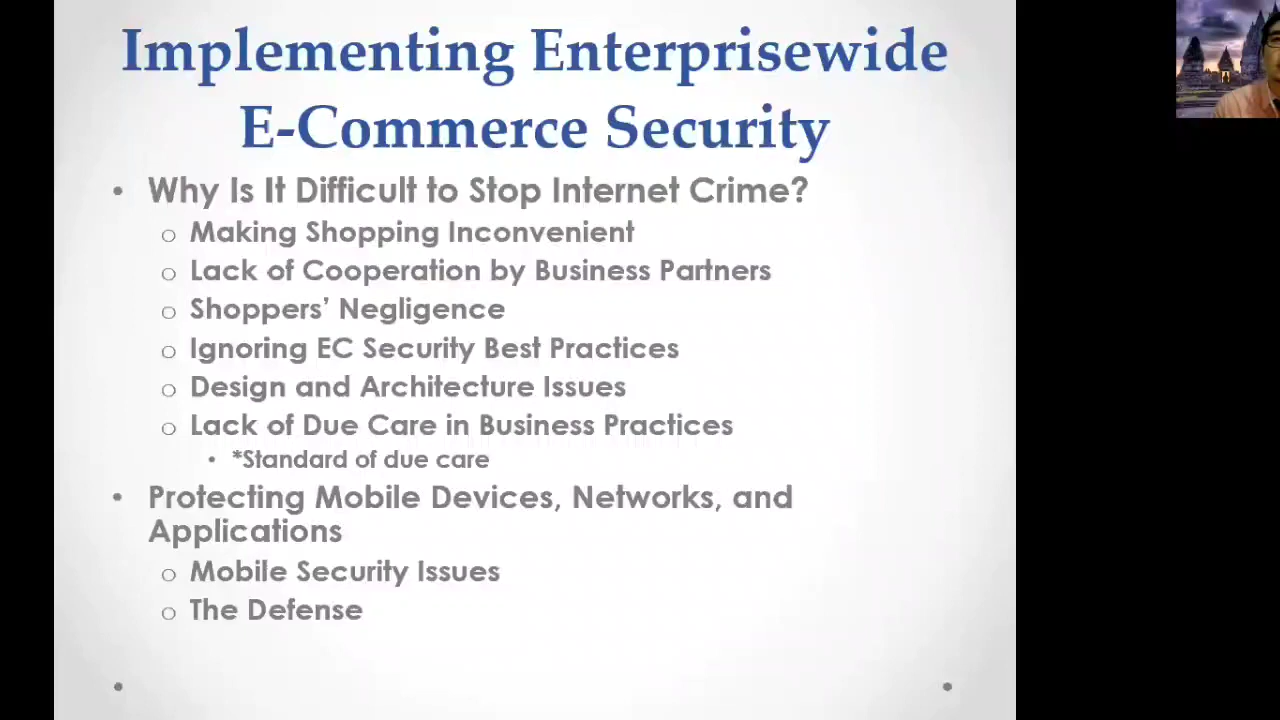 Implementing Enterprisewide
E-Commerce Security
• Why Is It Difficult to Stop Internet Crime?
o Making Shopping Inconvenient
o Lack of Cooperation by Business Partners
o Shoppers’ Negligence
o Ignoring EC Security Best Practices
o Design and Architecture Issues
o Lack of Due Care in Business Practices
• *Standard of due care
• Protecting Mobile Devices, Networks, and
Applications
o Mobile Security Issues
o The Defense